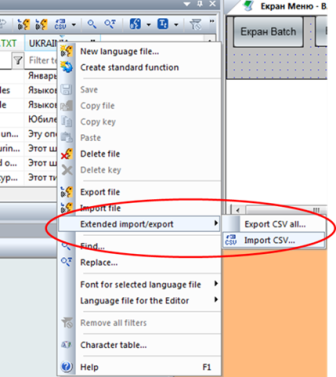 Екран Меню - В
TXT
UKRAI
Filter te
Екран Batch
Январь
les
Языков
le
Языков
Юбиле
un...
Эту опе
urin...
Этот ш
d o...
Этот ш
typ...
Этот ти
New language file...
Create standard function
Save
Copy file
Copy key
Paste
Delete file
Delete key
Export file
Import file
Extended import/export
Export CSV all...
CSV
Import CSV...
Find...
Replace...
Font for selected language file
Language file for the Editor
Remove all filters
Character table...
Help F1